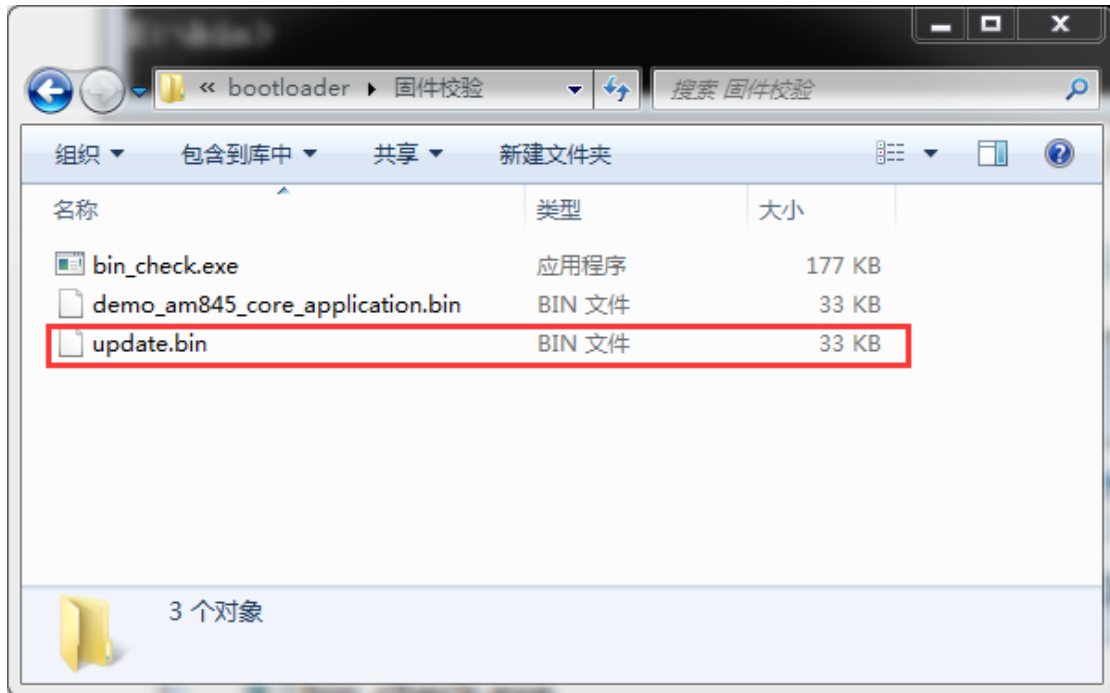 « bootloader ▸ 固件校验
搜索 固件校验
组织 包含到库中 共享 新建文件夹
名称 类型 大小
bin_check.exe 应用程序 177 KB
demo_am845_core_application.bin BIN 文件 33 KB
update.bin BIN 文件 33 KB
3 个对象